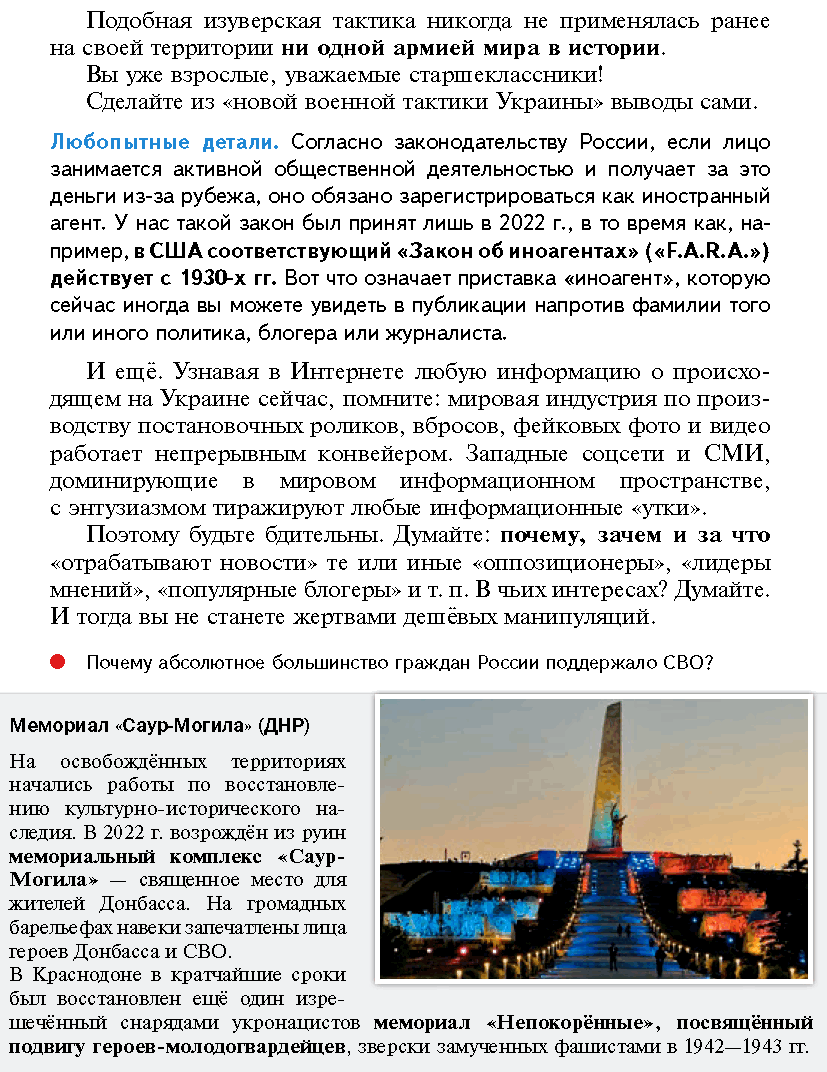 Подобная изуверская тактика никогда не применялась ранее
на своей территории ни одной армией мира в истории.
Вы уже взрослые, уважаемые старшеклассники!
Сделайте из «новой военной тактики Украины» выводы сами.
Любопытные детали. Согласно законодательству России, если лицо
занимается активной общественной деятельностью и получает за это
деньги из-за рубежа, оно обязано зарегистрироваться как иностранный
агент. У нас такой закон был принят лишь в 2022 г., в то время как, на-
пример, в США соответствующий «Закон об иноагентах» («F.A.R.A.»)
действует с 1930-х гг. Вот что означает приставка «иноагент», которую
сейчас иногда вы можете увидеть в публикации напротив фамилии того
или иного политика, блогера или журналиста.
И ещё. Узнавая в Интернете любую информацию о происхо-
дящем на Украине сейчас, помните: мировая индустрия по произ-
водству постановочных роликов, вбросов, фейковых фото и видео
работает непрерывным конвейером. Западные соцсети и СМИ,
доминирующие в мировом информационном пространстве,
с энтузиазмом тиражируют любые информационные «утки».
Поэтому будьте бдительны. Думайте: почему, зачем и за что
«отрабатывают новости» те или иные «оппозиционеры», «лидеры
мнений», «популярные блогеры» и т. п. В чьих интересах? Думайте.
И тогда вы не станете жертвами дешёвых манипуляций.
Почему абсолютное большинство граждан России поддержало СВО?
Мемориал «Саур-Могила» (ДНР)
На освобождённых территориях
начались работы по восстановле-
нию культурно-исторического на-
следия. В 2022 г. возрождён из руин
мемориальный комплекс «Саур-
Могила» — священное место для
жителей Донбасса. На громадных
барельефах навеки запечатлены лица
героев Донбасса и СВО.
В Краснодоне в кратчайшие сроки
был восстановлен ещё один изре-
шечённый снарядами укронацистов мемориал «Непокорённые», посвящённый
подвигу героев-молодогвардейцев, зверски замученных фашистами в 1942—1943 гг.